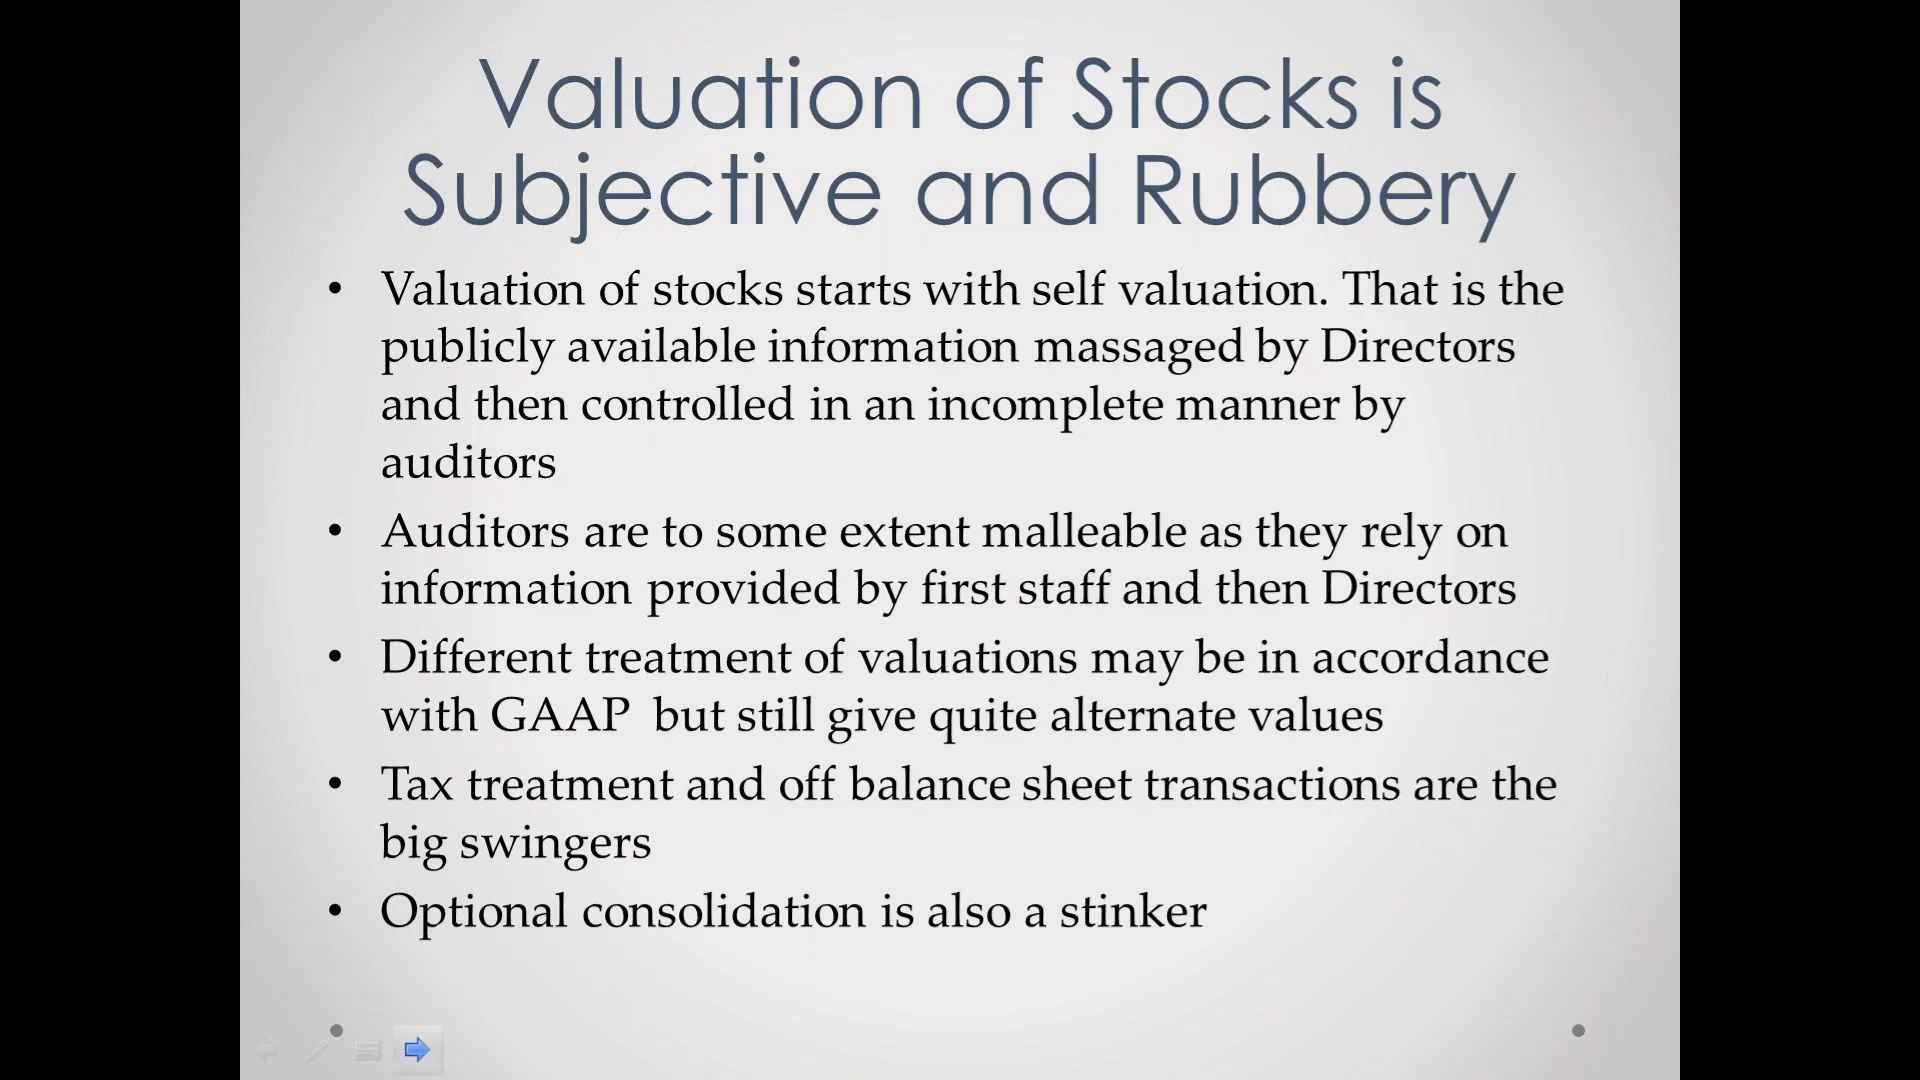 Valuation of Stocks is
Subjective and Rubbery
• Valuation of stocks starts with self valuation. That is the
publicly available information massaged by Directors
and then controlled in an incomplete manner by
auditors
• Auditors are to some extent malleable as they rely on
information provided by first staff and then Directors
• Different treatment of valuations may be in accordance
with GAAP  but still give quite alternate values
• Tax treatment and off balance sheet transactions are the
big swingers
• Optional consolidation is also a stinker